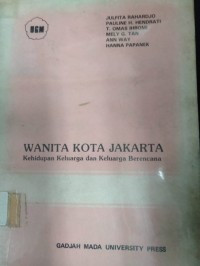 UGM
JULFITA RAHARDJO
PAULINE R. HENDRATI
T. OMAS IHROMI
MELY G. TAN
ANN WAY
HANNA PAPANEK
WANITA KOTA JAKARTA
Kehidupan Keluarga dan Keluarga Berencana
GADJAH MADA UNIVERSITY PRESS